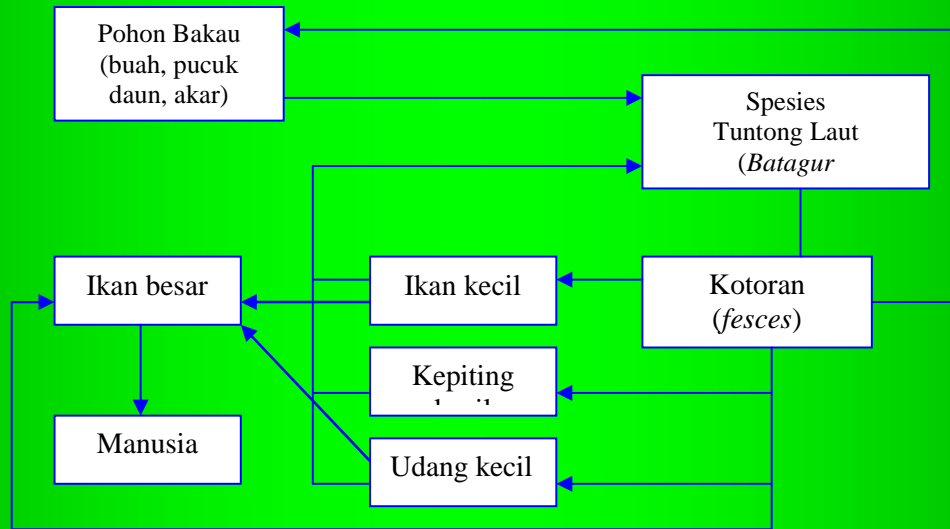 Pohon Bakau
(buah, pucuk
daun, akar)
Spesies
Tuntong Laut
(Batagur
Ikan besar
Ikan kecil
Kotoran
(fesces)
Kepiting
Manusia
Udang kecil